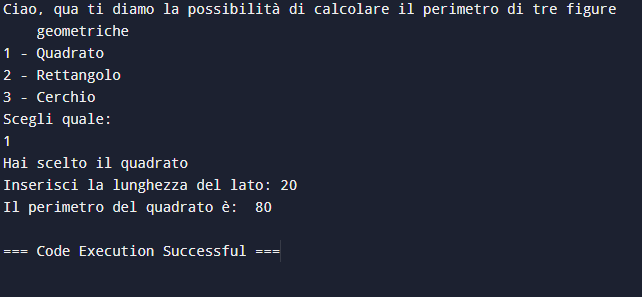 Ciao, qua ti diamo la possibilità di calcolare il perimetro di tre figure
geometriche
1 - Quadrato
2 - Rettangolo
3 - Cerchio
Scegli quale:
1
Hai scelto il quadrato
Inserisci la lunghezza del lato: 20
Il perimetro del quadrato è:  80
=== Code Execution Successful ===